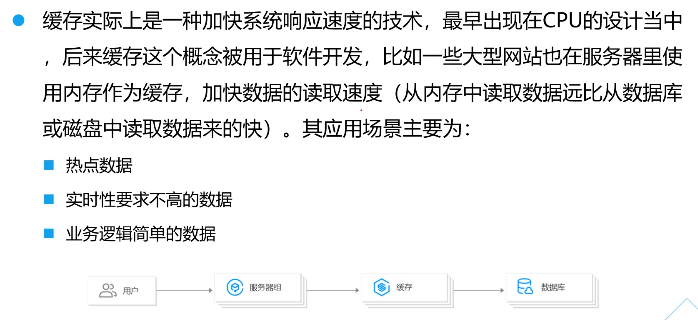 缓存实际上是一种加快系统响应速度的技术，最早出现在CPU的设计当中
，后来缓存这个概念被用于软件开发，比如一些大型网站也在服务器里使
用内存作为缓存，加快数据的读取速度（从内存中读取数据远比从数据库
或磁盘中读取数据来的快）。其应用场景主要为：
热点数据
实时性要求不高的数据
业务逻辑简单的数据
用户 服务器组 缓存 数据库